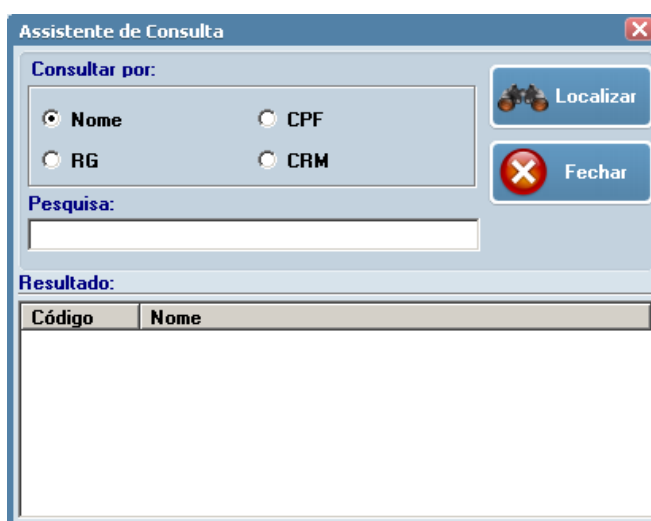 Assistente de Consulta
Consultar por:
Nome
CPF
RG
CRM
Localizar
Fechar
Pesquisa:
Resultado:
Código Nome